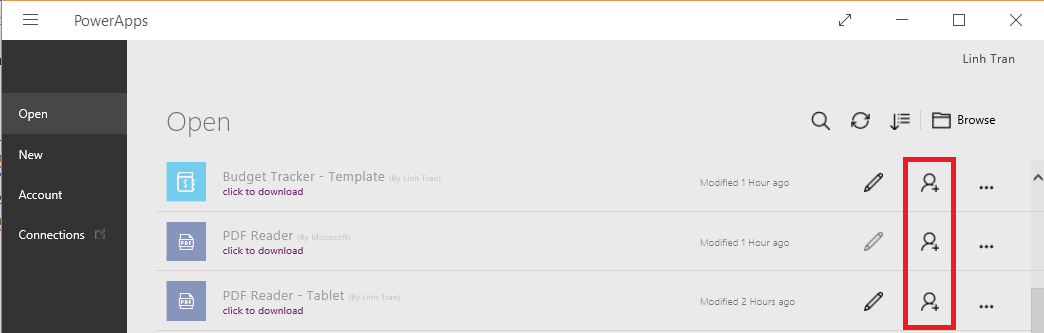 PowerApps
Linh Tran
Open
New
Account
Connections
Open
Browse
Budget Tracker - Template (By Linh Tran)
click to download
Modified 1 Hour ago
PDF
PDF Reader (By Microsoft)
click to download
Modified 1 Hour ago
PDF
PDF Reader - Tablet (By Linh Tran)
click to download
Modified 2 Hours ago